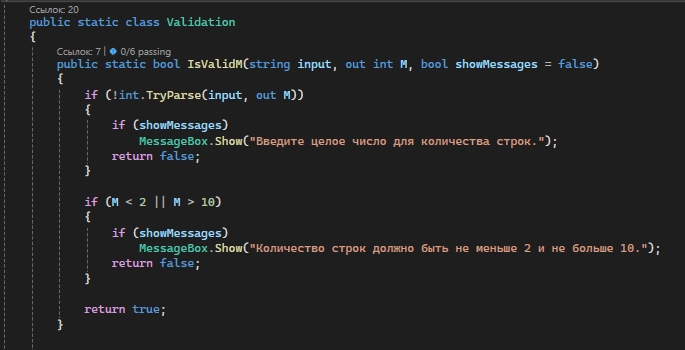 Ссылок: 20
public static class Validation
{
Ссылок: 7 | 0/6 passing
public static bool IsValidM(string input, out int M, bool showMessages = false)
{
if (!int.TryParse(input, out M))
{
if (showMessages)
MessageBox.Show("Введите целое число для количества строк.");
return false;
}
if (M < 2 || M > 10)
{
if (showMessages)
MessageBox.Show("Количество строк должно быть не меньше 2 и не больше 10.");
return false;
}
return true;
}